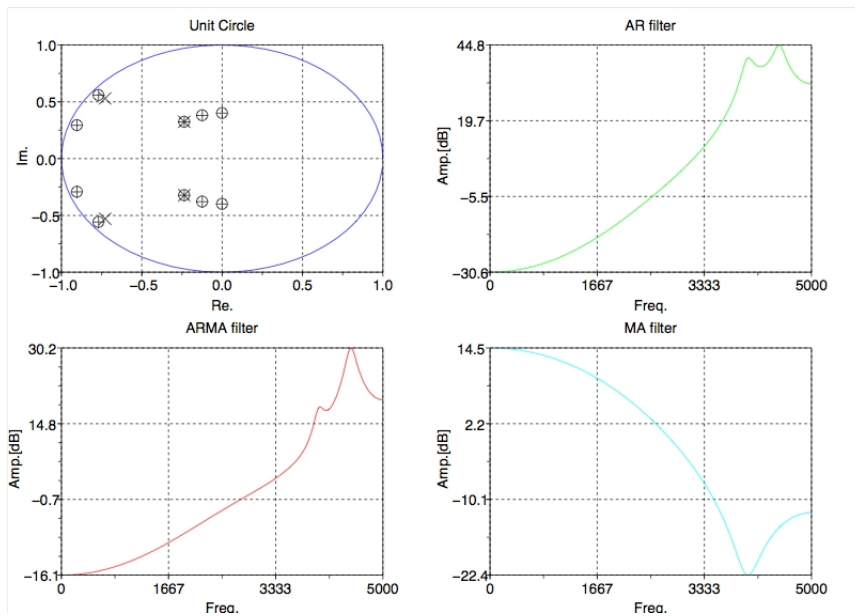 Unit Circle
1.0
0.5
0.0
−0.5
−1.0
−1.0
−0.5
0.0
0.5
1.0
Im.
Re.
AR filter
44.8
19.7
−5.5
−30.6
0
1667
3333
5000
Amp.[dB]
Freq.
ARMA filter
30.2
14.8
−0.7
−16.1
0
1667
3333
5000
Amp.[dB]
Freq.
MA filter
14.5
2.2
−10.1
−22.4
0
1667
3333
5000
Amp.[dB]
Freq.